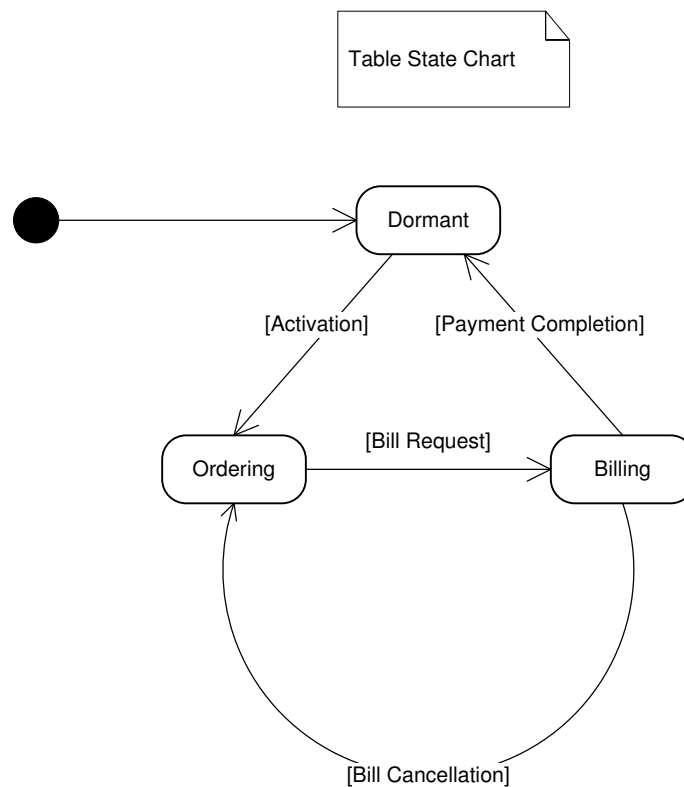 Table State Chart
Dormant
[Activation]
[Payment Completion]
[Bill Request]
Ordering
Billing
[Bill Cancellation]